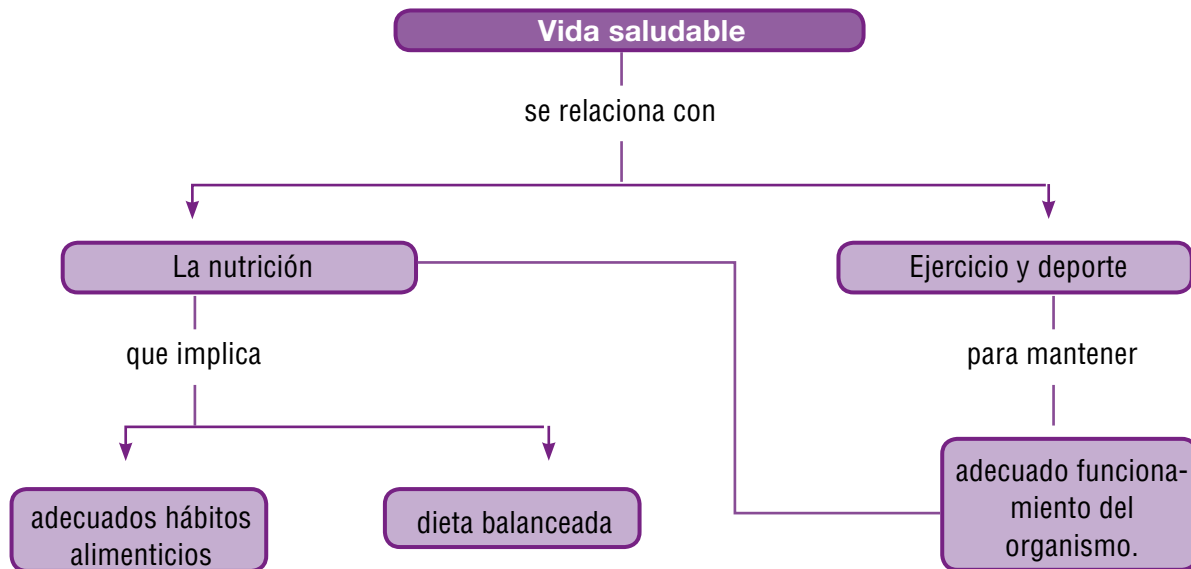 Vida saludable
se relaciona con
La nutrición
Ejercicio y deporte
que implica
para mantener
adecuados hábitos
alimenticios
dieta balanceada
adecuado funciona-
miento del
organismo.